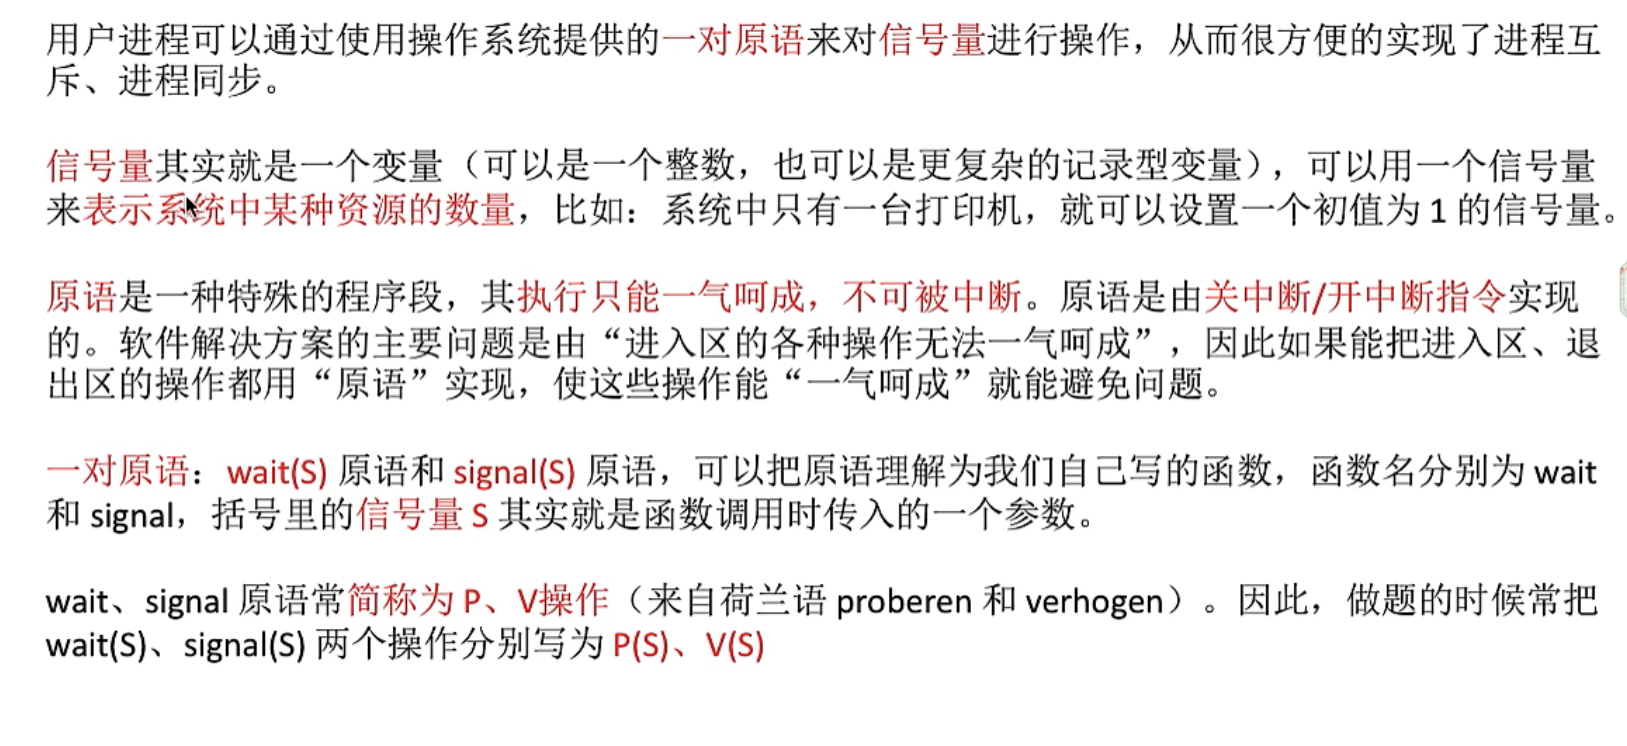 用户进程可以通过使用操作系统提供的一对原语来对信号量进行操作，从而很方便的实现了进程互
斥、进程同步。
信号量其实就是一个变量（可以是一个整数，也可以是更复杂的记录型变量），可以用一个信号量
来表示系统中某种资源的数量，比如：系统中只有一台打印机，就可以设置一个初值为 1 的信号量。
原语是一种特殊的程序段，其执行只能一气呵成，不可被中断。原语是由关中断/开中断指令实现
的。软件解决方案的主要问题是由“进入区的各种操作无法一气呵成”，因此如果能把进入区、退
出区的操作都用“原语”实现，使这些操作能“一气呵成”就能避免问题。
一对原语：wait(S) 原语和 signal(S) 原语，可以把原语理解为我们自己写的函数，函数名分别为 wait
和 signal，括号里的信号量 S 其实就是函数调用时传入的一个参数。
wait、signal 原语常简称为 P、V操作（来自荷兰语 proberen 和 verhogen）。因此，做题的时候常把
wait(S)、signal(S) 两个操作分别写为 P(S)、V(S)